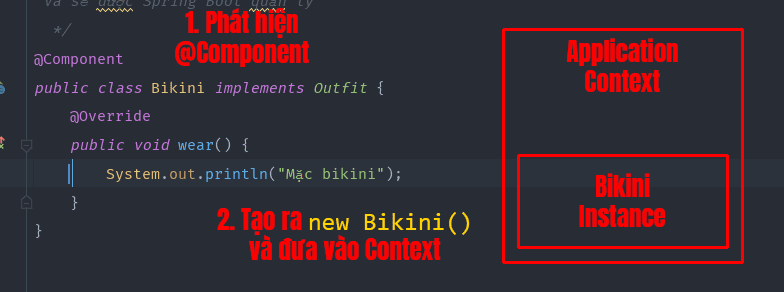 và sẽ được Spring Boot quản lý
*/
1. Phát hiện
@Component
@Component
public class Bikini implements Outfit {
@Override
public void wear() {
System.out.println("Mặc bikini");
}
}
2. Tạo ra new Bikini()
và đưa vào Context
Application
Context
Bikini
Instance